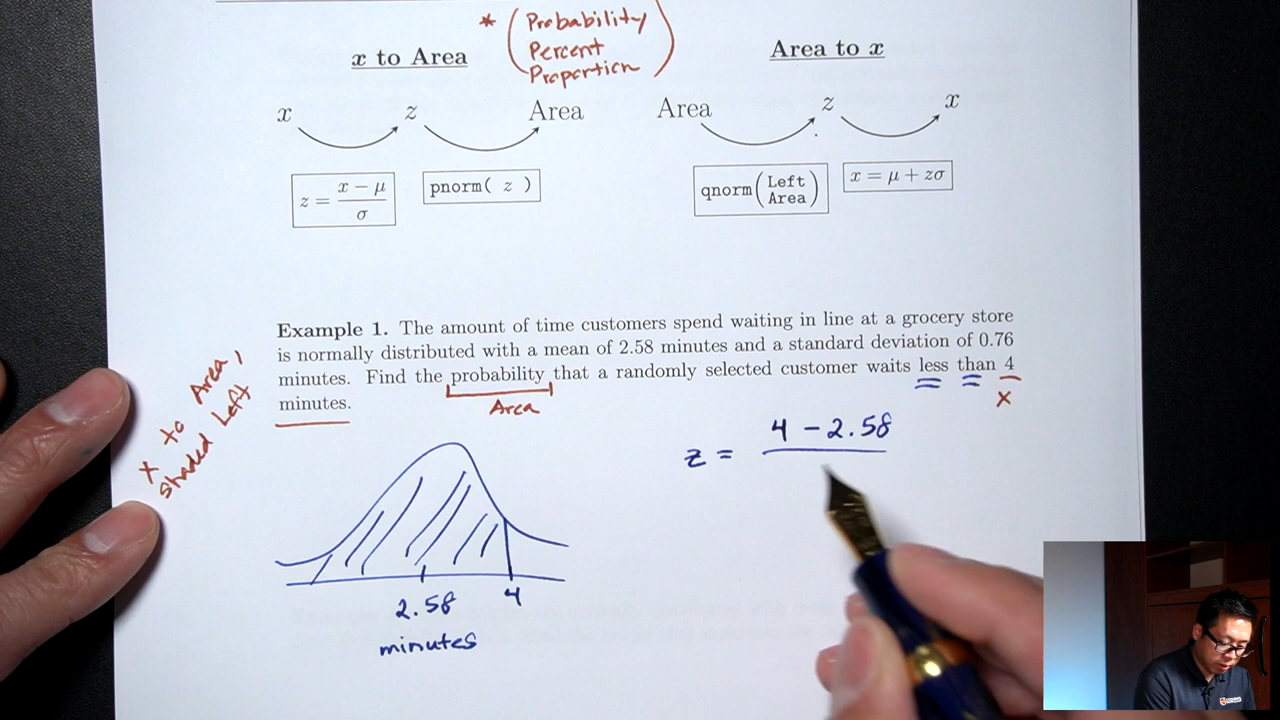 * (Probability
Percent
Proportion)
x to Area
Area to x
x z Area
Area z x
z = x − μ / σ
pnorm( z )
qnorm(Left Area)
x = μ + zσ
Example 1. The amount of time customers spend waiting in line at a grocery store
is normally distributed with a mean of 2.58 minutes and a standard deviation of 0.76
minutes. Find the probability that a randomly selected customer waits less than 4
minutes.
Area
x
x to Area,
shaded Left
z = 4 − 2.58
2.58 4
minutes